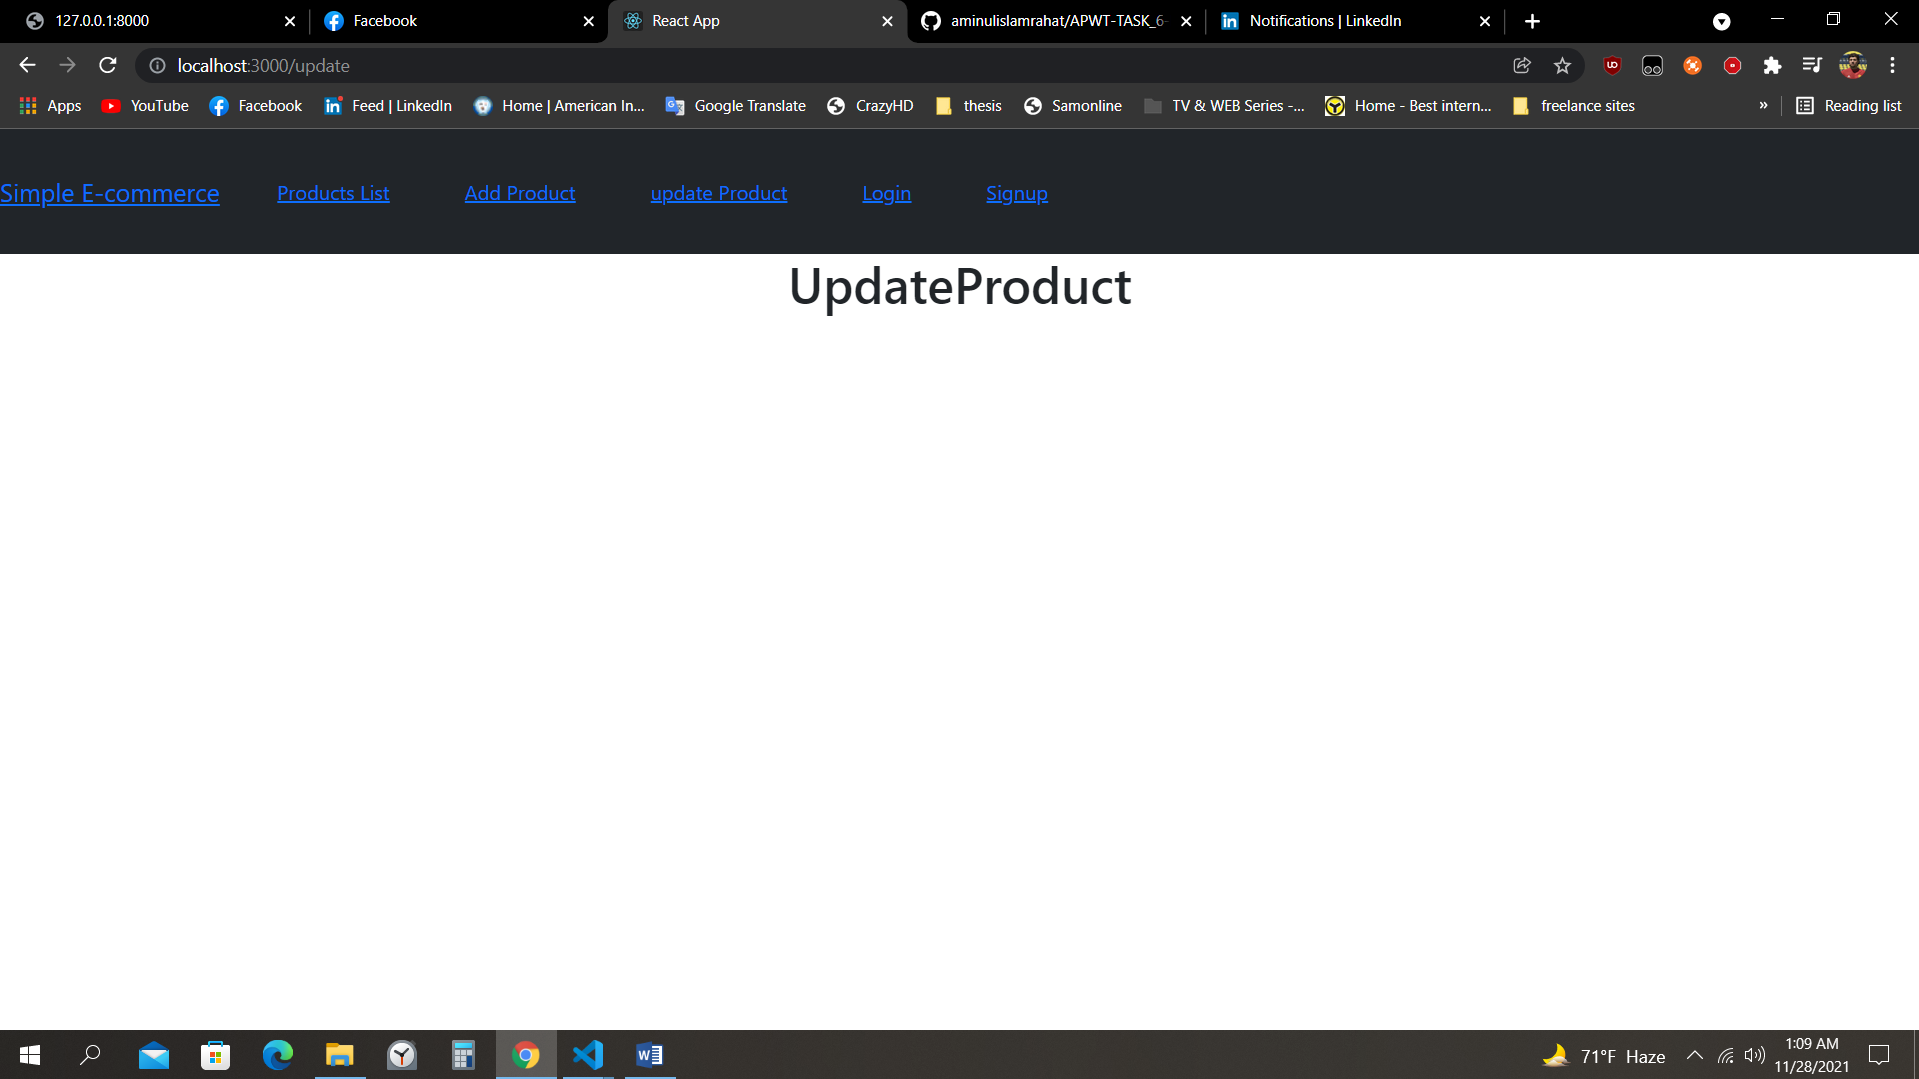 127.0.0.1:8000
Facebook
React App
aminulislamrahat/APWT-TASK_6-
Notifications | LinkedIn
localhost:3000/update
Apps
YouTube
Facebook
Feed | LinkedIn
Home | American In...
Google Translate
CrazyHD
thesis
Samonline
TV & WEB Series -...
Home - Best intern...
freelance sites
»
Reading list
Simple E-commerce
Products List
Add Product
update Product
Login
Signup
UpdateProduct
71°F Haze
1:09 AM
11/28/2021